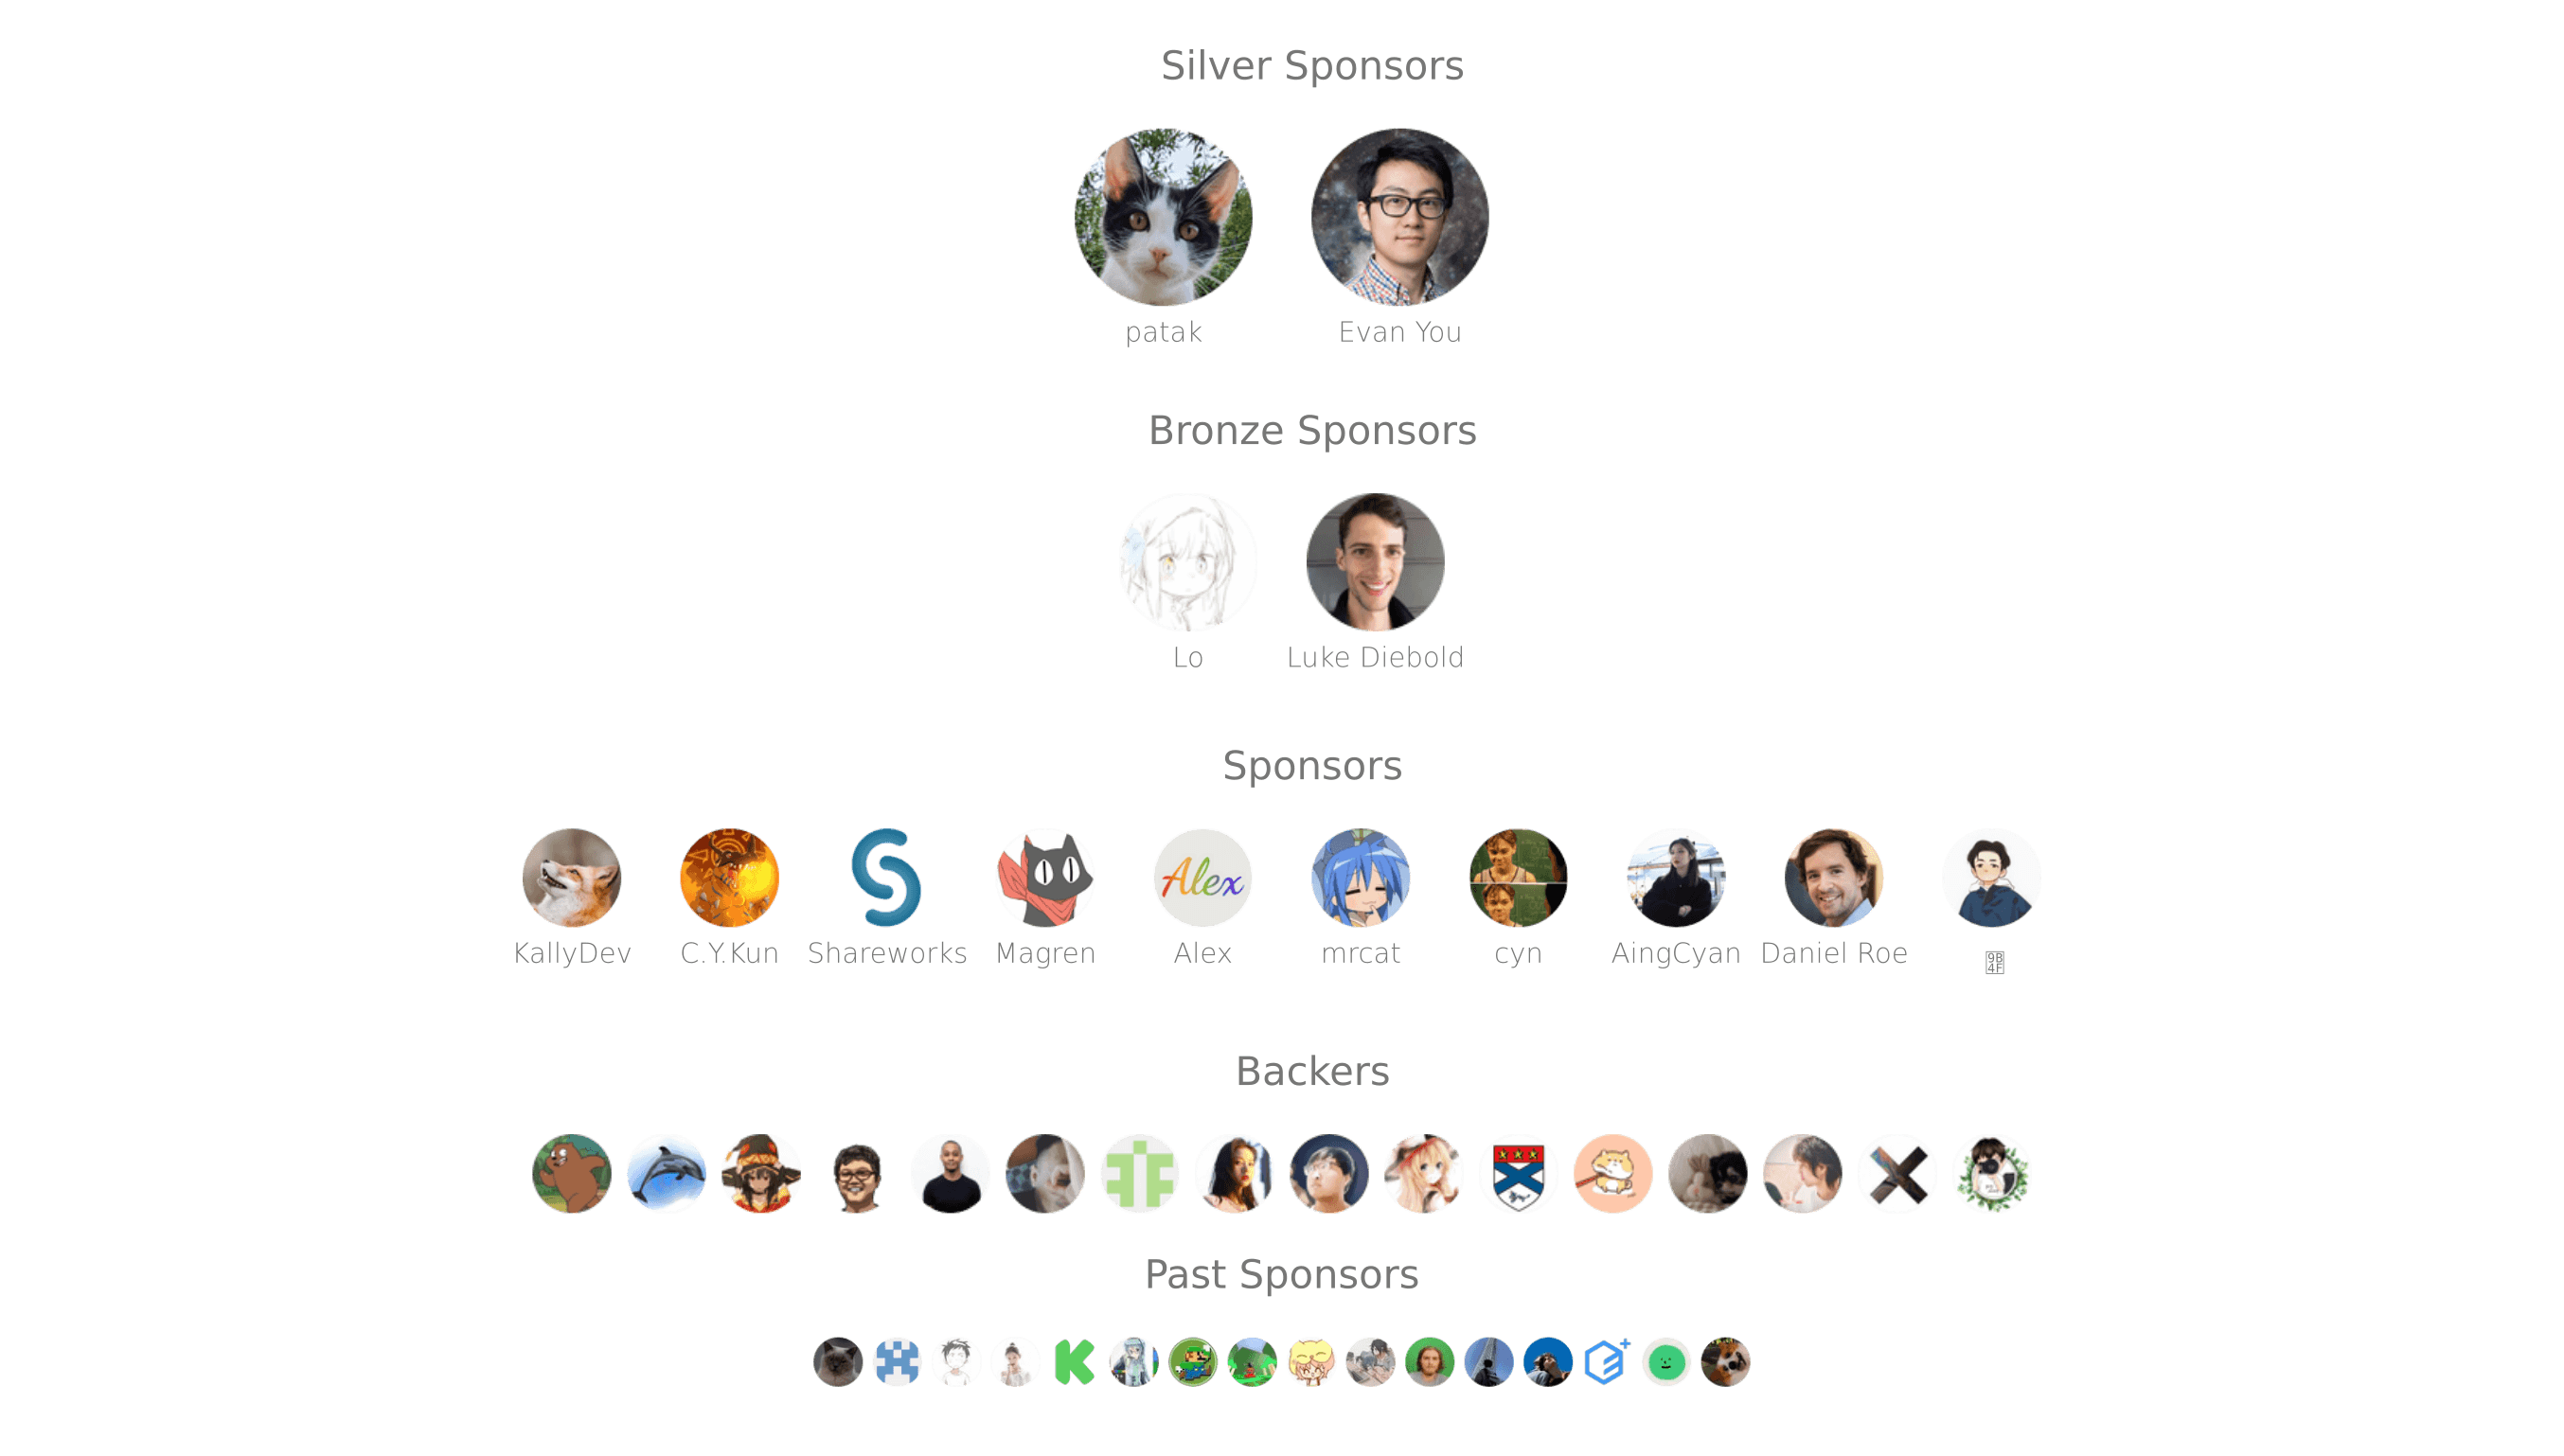 Silver Sponsors
patak Evan You
Bronze Sponsors
Lo Luke Diebold
Sponsors
Alex
KallyDev C.Y.Kun Shareworks Magren Alex mrcat cyn AingCyan Daniel Roe
Backers
Past Sponsors